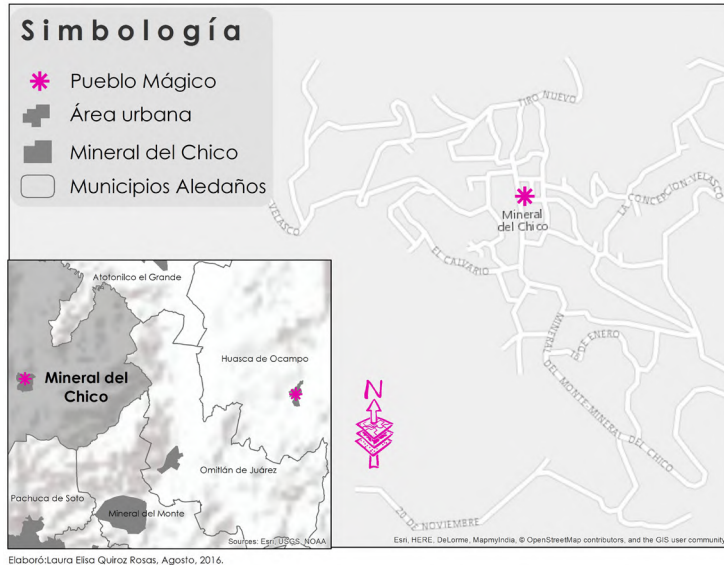 Simbología
Pueblo Mágico
Área urbana
Mineral del Chico
Municipios Aledaños
TIRO NUEVO
LA CONCEPCION-VELASCO
VELASCO
Mineral
del Chico
EL CALVARIO
MINERAL DEL MONTE-MINERAL DEL CHICO
15 DE ENERO
20 DE NOVIEMBRE
N
Atotonilco el Grande
Huasca de Ocampo
Mineral del
Chico
Omitlán de Juárez
Pachuca de Soto
Mineral del Monte
Sources: Esri, USGS, NOAA
Esri, HERE, DeLorme, MapmyIndia, © OpenStreetMap contributors, and the GIS user community
Elaboró:Laura Elisa Quiroz Rosas, Agosto, 2016.